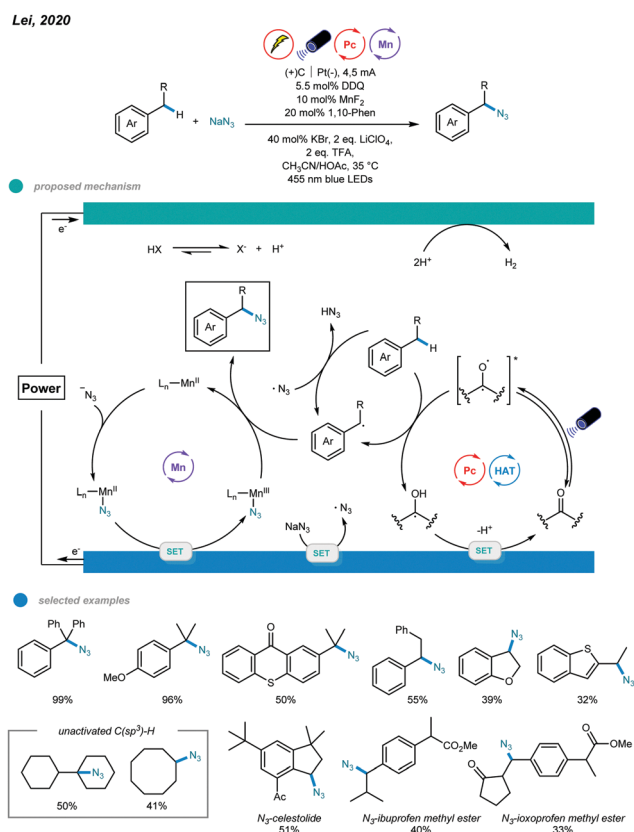 Lei, 2020
Pc
Mn
(+)C | Pt(-), 4,5 mA
5.5 mol% DDQ
10 mol% MnF₂
20 mol% 1,10-Phen
R
Ar
H
+
NaN₃
40 mol% KBr, 2 eq. LiClO₄,
2 eq. TFA,
CH₃CN/HOAc, 35 °C
455 nm blue LEDs
R
Ar
N₃
proposed mechanism
e⁻
HX
X⁻ + H⁺
2H⁺
H₂
R
Ar
N₃
HN₃
R
Ar
H
O
*
Power
⁻N₃
Lₙ—Mnᴵᴵ
· N₃
R
Ar
Mn
Pc
HAT
Lₙ—Mnᴵᴵ
N₃
Lₙ—Mnᴵᴵᴵ
N₃
· N₃
NaN₃
OH
-H⁺
O
e⁻
SET
SET
SET
selected examples
Ph Ph
N₃
99%
MeO
N₃
96%
O
S
N₃
50%
Ph
N₃
55%
N₃
O
39%
S
N₃
32%
unactivated C(sp³)-H
N₃
50%
N₃
41%
Ac
N₃
N₃-celestolide
51%
N₃
CO₂Me
N₃-ibuprofen methyl ester
40%
N₃
O
O
OMe
N₃-ioxoprofen methyl ester
33%